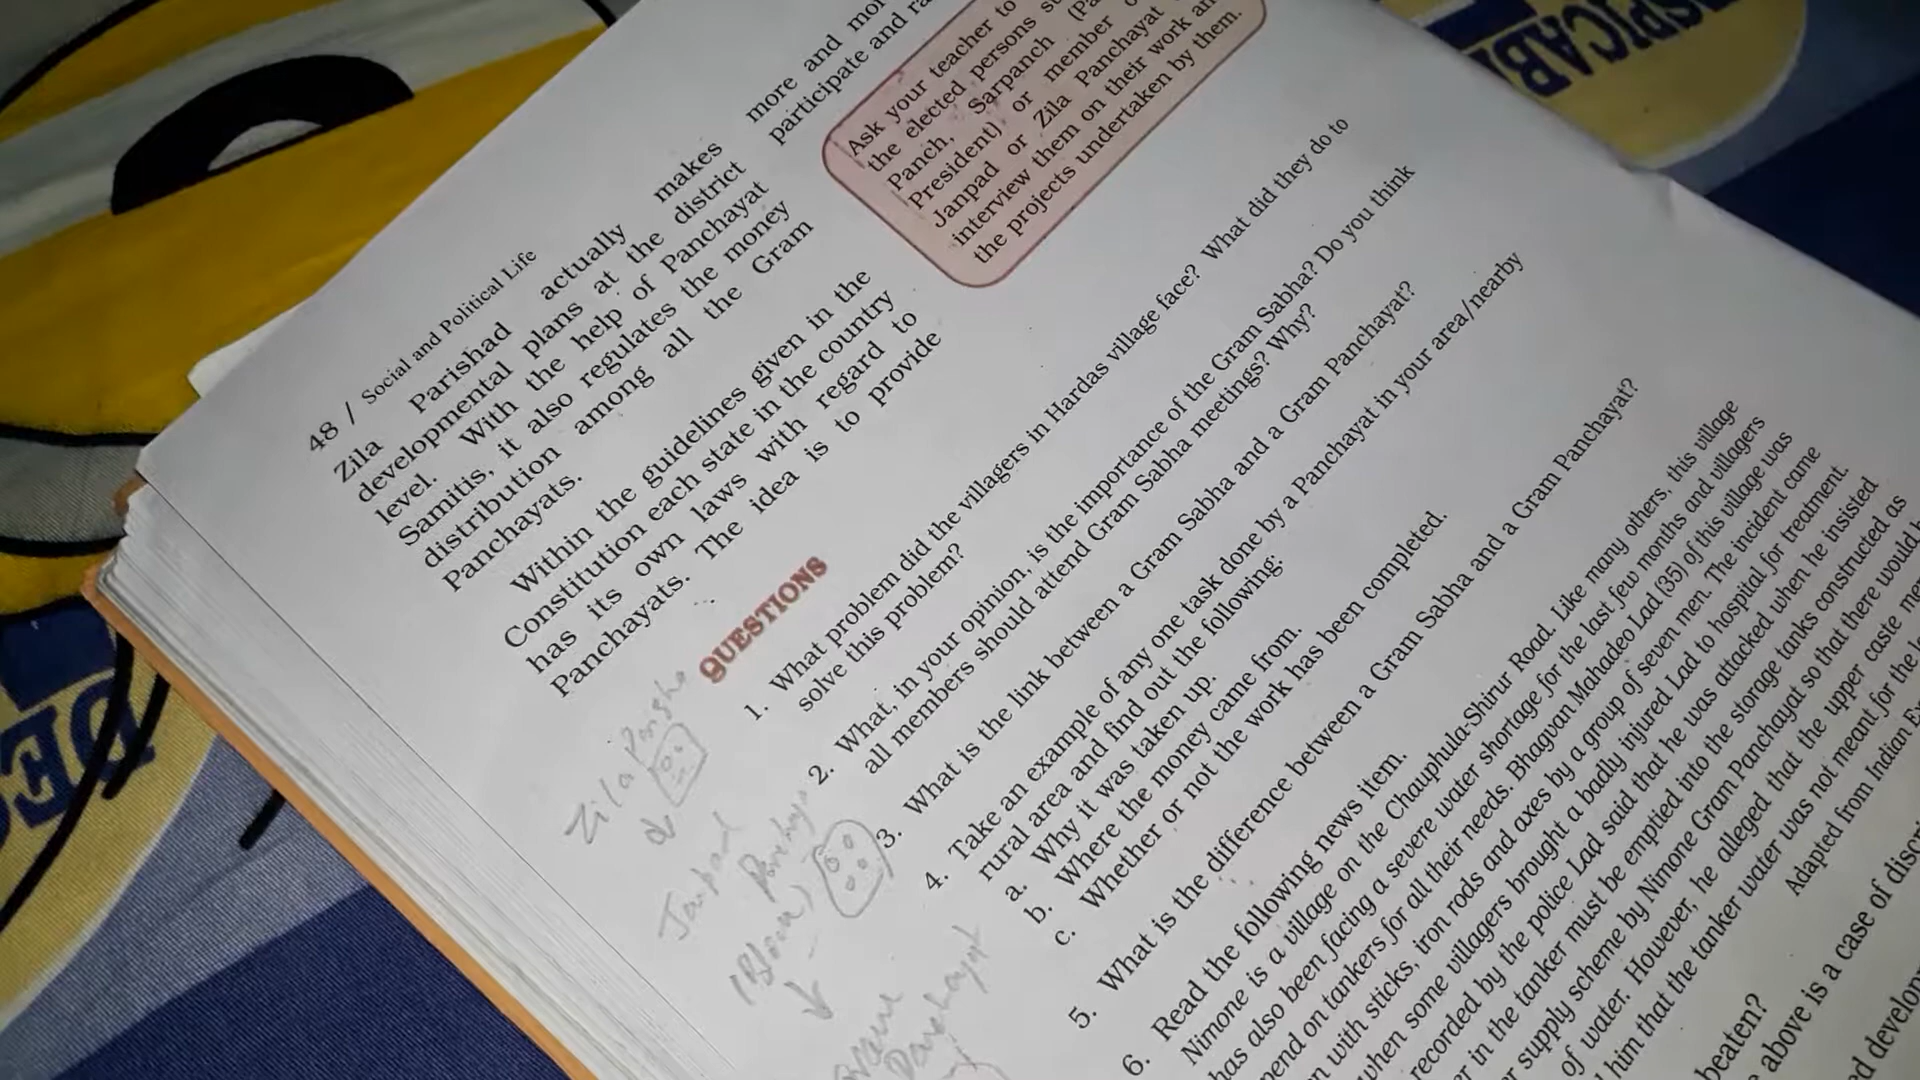 48 / Social and Political Life
Zila Parishad actually makes
developmental plans at the district
level. With the help of Panchayat
Samitis, it also regulates the money
distribution among all the Gram
Panchayats.
Within the guidelines given in the
Constitution each state in the country
has its own laws with regard to
Panchayats. The idea is to provide
more and
participate and
Ask your teacher to
the elected persons
Panch, Sarpanch
President) or member
Janpad or Zila Panchayat
interview them on their work
the projects undertaken by them.
QUESTIONS
1. What problem did the villagers in Hardas village face? What did they do to
solve this problem?
2. What, in your opinion, is the importance of the Gram Sabha? Do you think
all members should attend Gram Sabha meetings? Why?
3. What is the link between a Gram Sabha and a Gram Panchayat?
4. Take an example of any one task done by a Panchayat in your area/nearby
rural area and find out the following:
a. Why it was taken up.
b. Where the money came from.
c. Whether or not the work has been completed.
5. What is the difference between a Gram Sabha and a Gram Panchayat?
6. Read the following news item.
Nimone is a village on the Chauphula-Shirur Road. Like many others, this village
has also been facing a severe water shortage for the last few months and villagers
pend on tankers for all their needs. Bhagvan Mahadeo Lad (35) of this village was
n with sticks, iron rods and axes by a group of seven men. The incident came
when some villagers brought a badly injured Lad to hospital for treatment.
recorded by the police Lad said that he was attacked when he insisted
er in the tanker must be emptied into the storage tanks constructed as
r supply scheme by Nimone Gram Panchayat so that there would
of water. However, he alleged that the upper caste
him that the tanker water was not meant for the
Adapted from Indian
beaten?
above is a case of
Zila